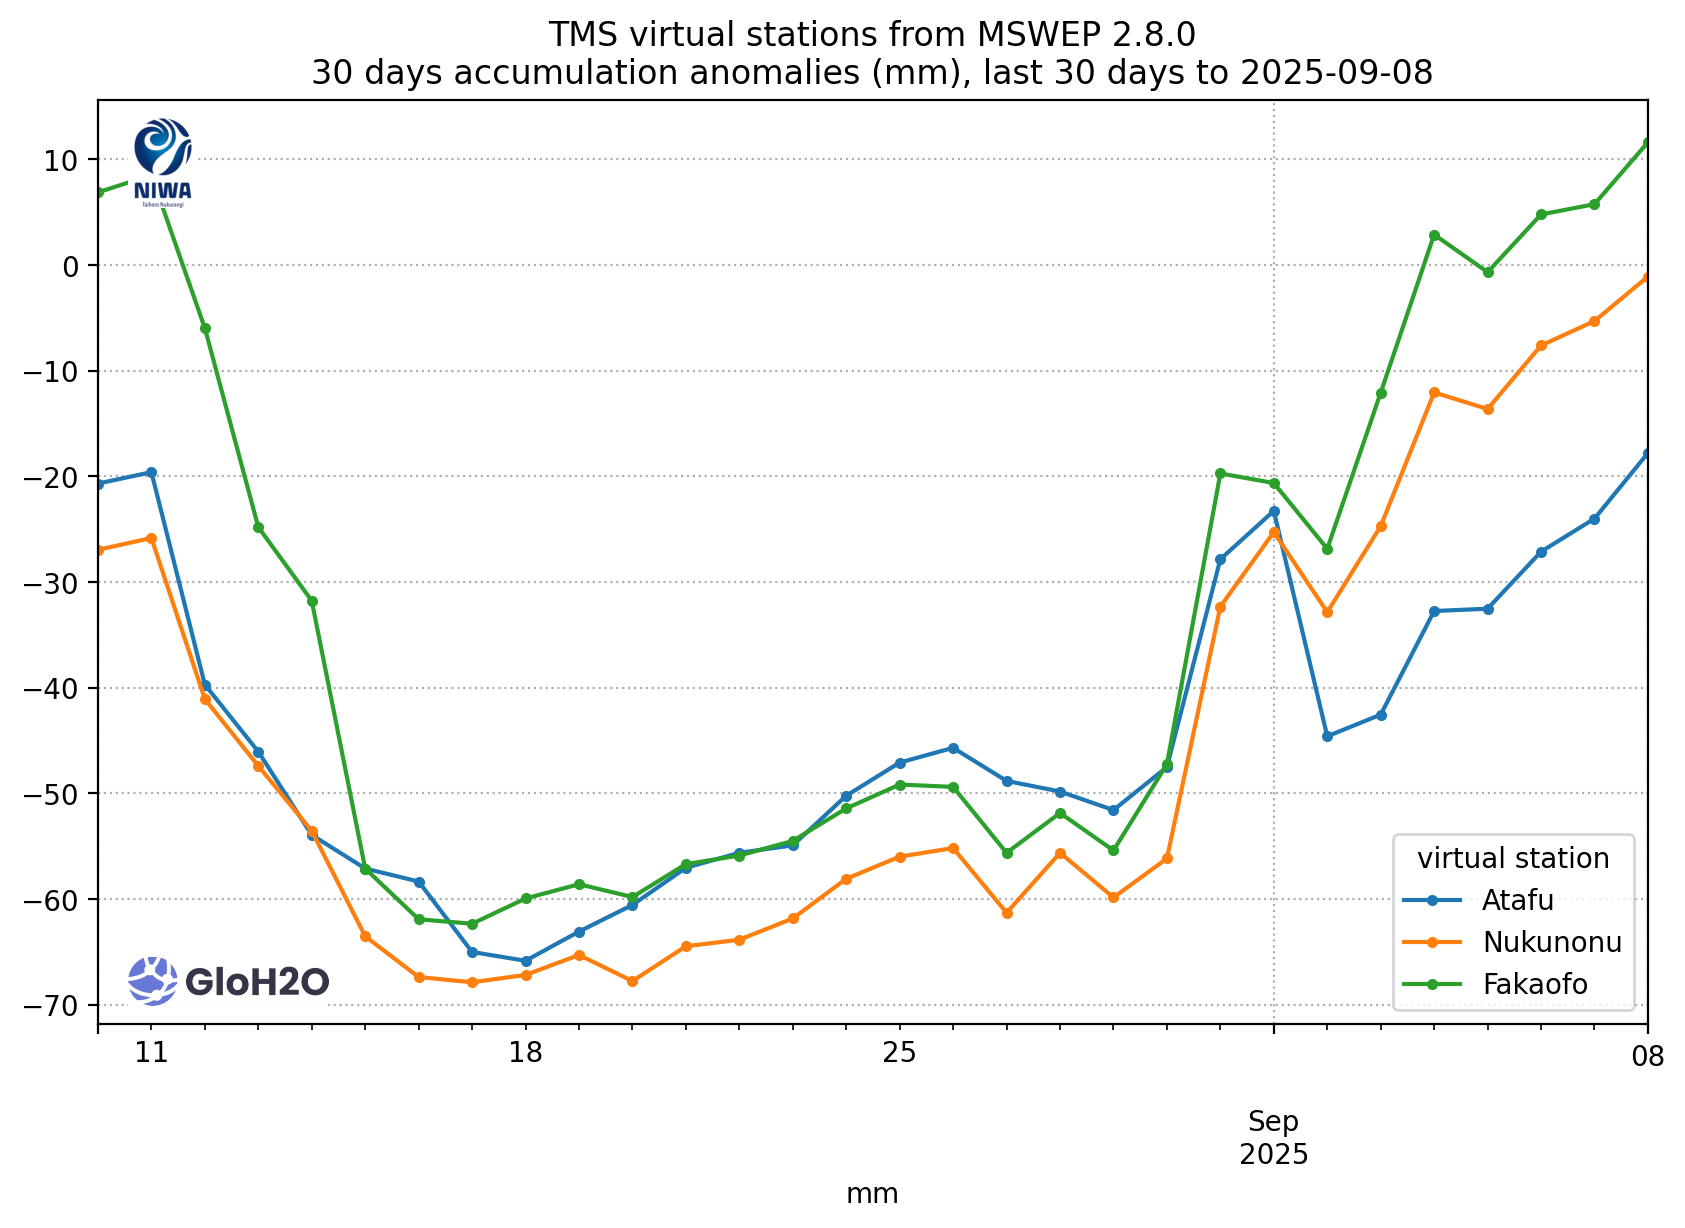 TMS virtual stations from MSWEP 2.8.0
30 days accumulation anomalies (mm), last 30 days to 2025-09-08
NIWA
Taihoro Nukurangi
10
0
−10
−20
−30
−40
−50
−60
−70
virtual station
Atafu
Nukunonu
Fakaofo
GloH2O
11
18
25
08
Sep
2025
mm